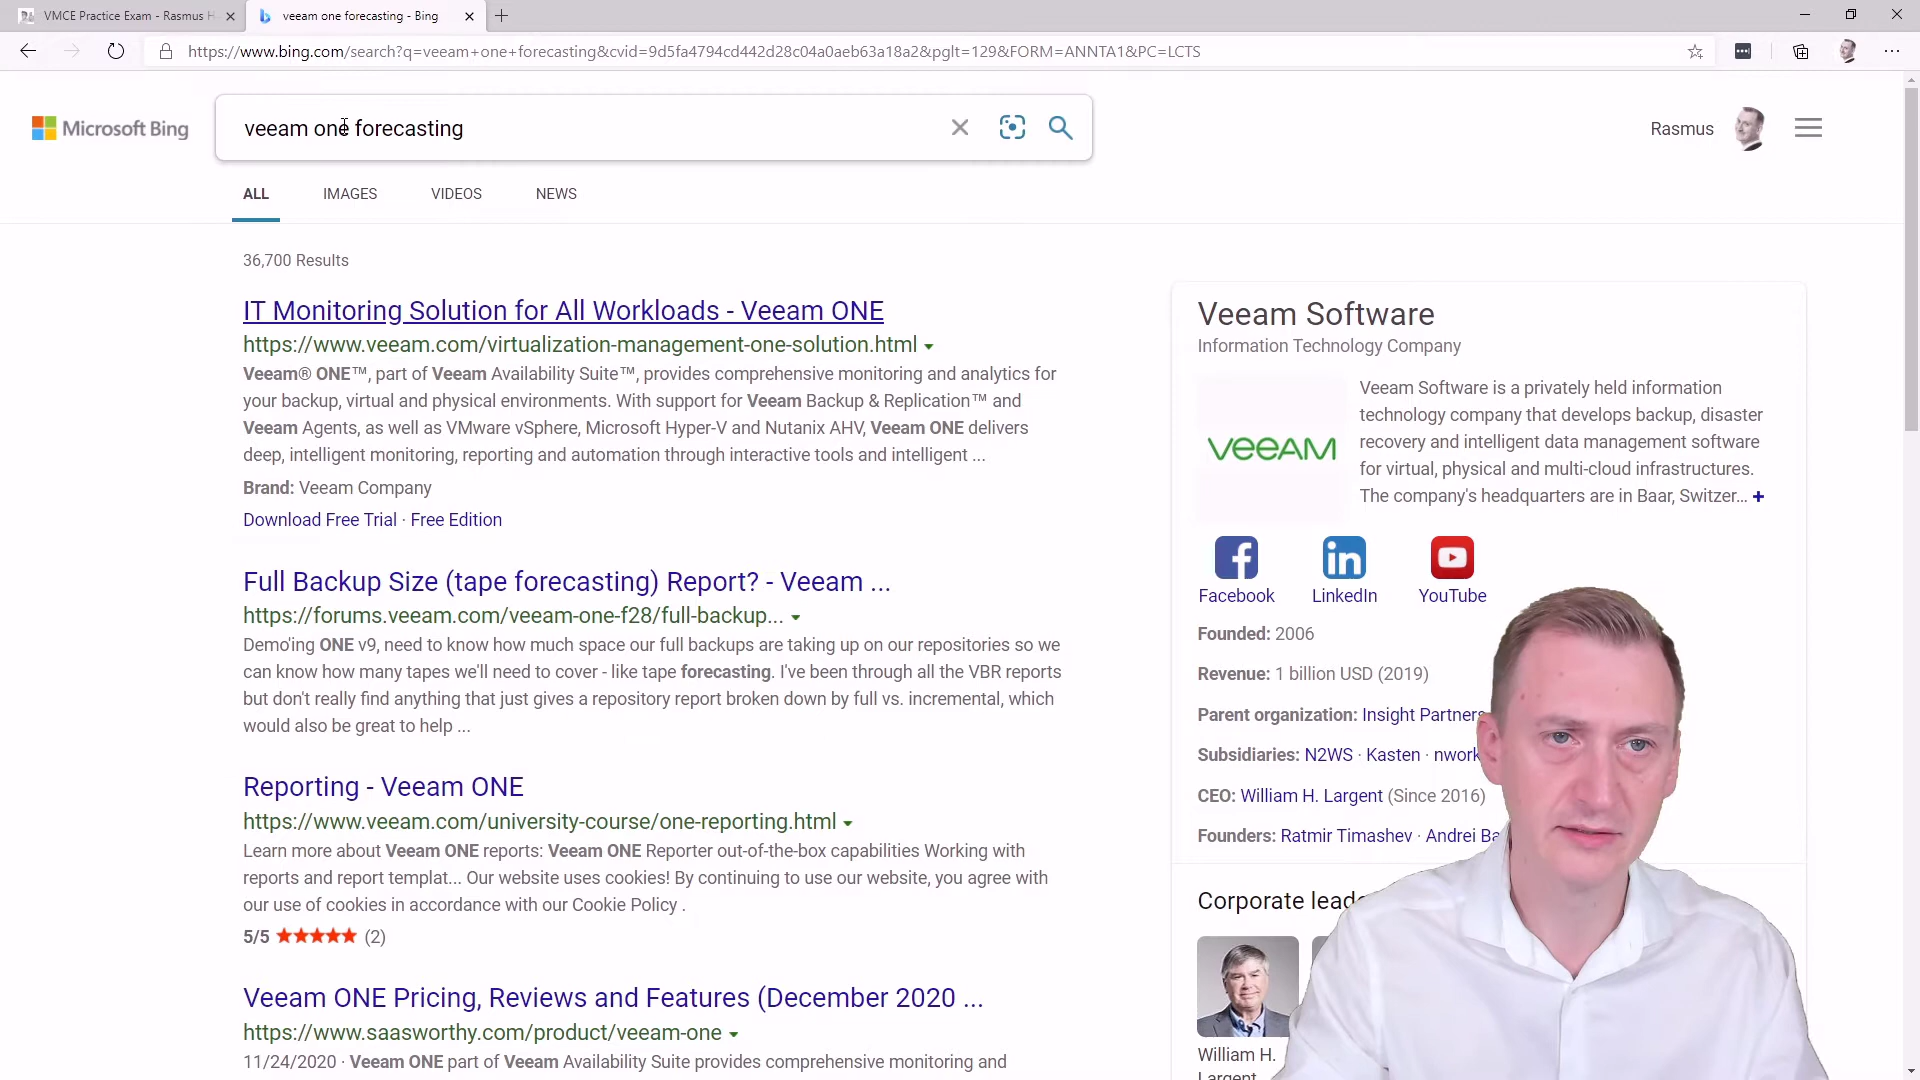 VMCE Practice Exam - Rasmus H
veeam one forecasting - Bing
https://www.bing.com/search?q=veeam+one+forecasting&cvid=9d5fa4794cd442d28c04a0aeb63a18a2&pglt=129&FORM=ANNTA1&PC=LCTS
Microsoft Bing
veeam one forecasting
Rasmus
ALL IMAGES VIDEOS NEWS
36,700 Results
IT Monitoring Solution for All Workloads - Veeam ONE
https://www.veeam.com/virtualization-management-one-solution.html
Veeam® ONE™, part of Veeam Availability Suite™, provides comprehensive monitoring and analytics for
your backup, virtual and physical environments. With support for Veeam Backup & Replication™ and
Veeam Agents, as well as VMware vSphere, Microsoft Hyper-V and Nutanix AHV, Veeam ONE delivers
deep, intelligent monitoring, reporting and automation through interactive tools and intelligent ...
Brand: Veeam Company
Download Free Trial · Free Edition
Full Backup Size (tape forecasting) Report? - Veeam ...
https://forums.veeam.com/veeam-one-f28/full-backup...
Demo'ing ONE v9, need to know how much space our full backups are taking up on our repositories so we
can know how many tapes we'll need to cover - like tape forecasting. I've been through all the VBR reports
but don't really find anything that just gives a repository report broken down by full vs. incremental, which
would also be great to help ...
Reporting - Veeam ONE
https://www.veeam.com/university-course/one-reporting.html
Learn more about Veeam ONE reports: Veeam ONE Reporter out-of-the-box capabilities Working with
reports and report templat... Our website uses cookies! By continuing to use our website, you agree with
our use of cookies in accordance with our Cookie Policy .
5/5 (2)
Veeam ONE Pricing, Reviews and Features (December 2020 ...
https://www.saasworthy.com/product/veeam-one
11/24/2020 · Veeam ONE part of Veeam Availability Suite provides comprehensive monitoring and
Veeam Software
Information Technology Company
veeAM
Veeam Software is a privately held information
technology company that develops backup, disaster
recovery and intelligent data management software
for virtual, physical and multi-cloud infrastructures.
The company's headquarters are in Baar, Switzer... +
Facebook LinkedIn YouTube
Founded: 2006
Revenue: 1 billion USD (2019)
Parent organization: Insight Partners
Subsidiaries: N2WS · Kasten · nwork
CEO: William H. Largent (Since 2016)
Founders: Ratmir Timashev · Andrei Ba
Corporate leade
William H.
Largent